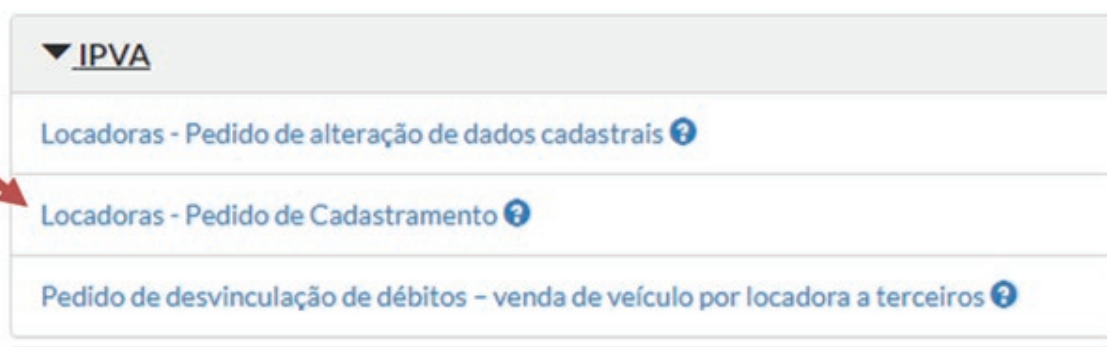 IPVA
Locadoras - Pedido de alteração de dados cadastrais
Locadoras - Pedido de Cadastramento
Pedido de desvinculação de débitos – venda de veículo por locadora a terceiros